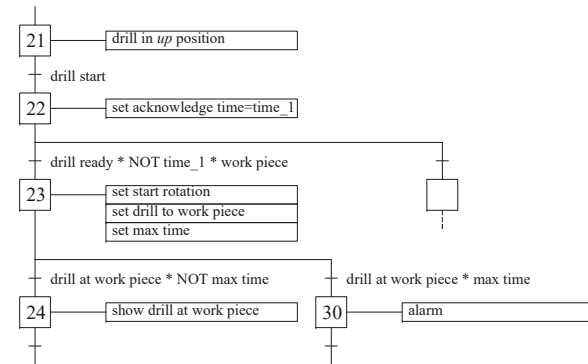 21
drill in up position
drill start
22
set acknowledge time=time_1
drill ready * NOT time_1 * work piece
23
set start rotation
set drill to work piece
set max time
drill at work piece * NOT max time
drill at work piece * max time
24
show drill at work piece
30
alarm